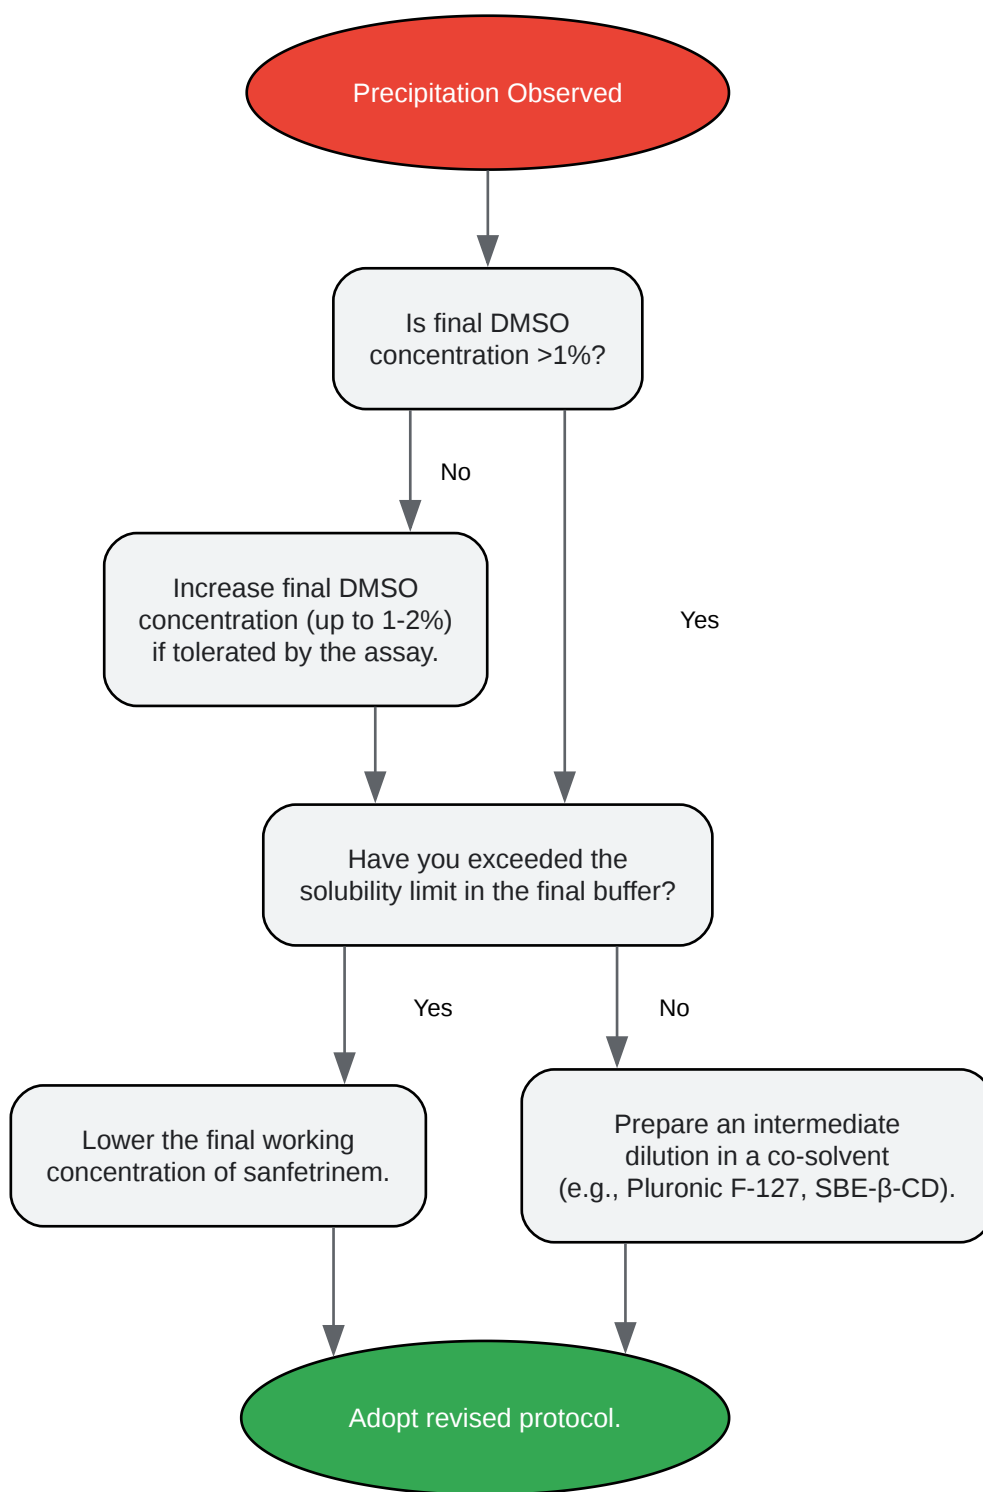 Precipitation Observed
Is final DMSO
concentration >1%?
No
Increase final DMSO
concentration (up to 1-2%)
if tolerated by the assay.
Yes
Have you exceeded the
solubility limit in the final buffer?
Yes
No
Lower the final working
concentration of sanfetrinem.
Prepare an intermediate
dilution in a co-solvent
(e.g., Pluronic F-127, SBE-β-CD).
Adopt revised protocol.